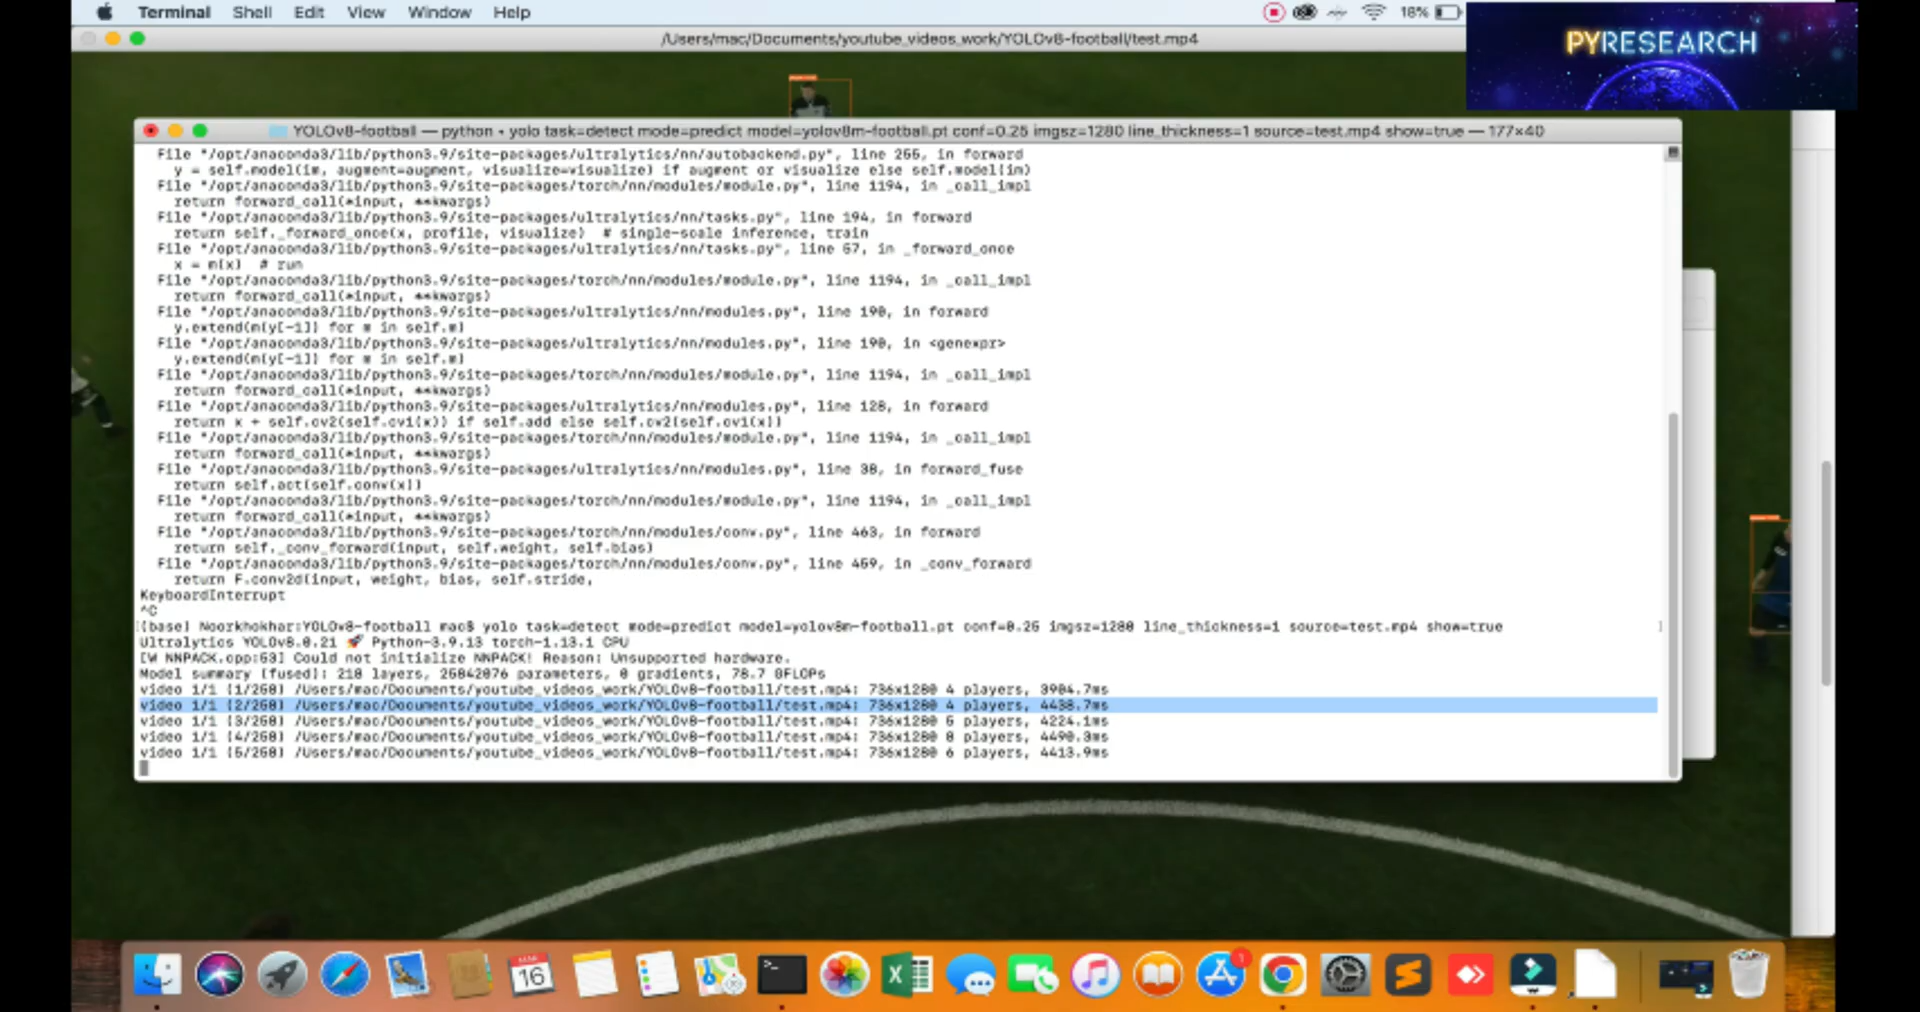 Terminal Shell Edit View Window Help 18%
/Users/mac/Documents/youtube_videos_work/YOLOv8-football/test.mp4
PYRESEARCH
YOLOv8-football — python • yolo task=detect mode=predict model=yolov8m-football.pt conf=0.25 imgsz=1280 line_thickness=1 source=test.mp4 show=true — 177×40
File "/opt/anaconda3/lib/python3.9/site-packages/ultralytics/nn/autobackend.py", line 255, in forward
y = self.model(im, augment=augment, visualize=visualize) if augment or visualize else self.model(im)
File "/opt/anaconda3/lib/python3.9/site-packages/torch/nn/modules/module.py", line 1194, in _call_impl
return forward_call(*input, **kwargs)
File "/opt/anaconda3/lib/python3.9/site-packages/ultralytics/nn/tasks.py", line 194, in forward
return self._forward_once(x, profile, visualize)  # single-scale inference, train
File "/opt/anaconda3/lib/python3.9/site-packages/ultralytics/nn/tasks.py", line 57, in _forward_once
x = m(x)  # run
File "/opt/anaconda3/lib/python3.9/site-packages/torch/nn/modules/module.py", line 1194, in _call_impl
return forward_call(*input, **kwargs)
File "/opt/anaconda3/lib/python3.9/site-packages/ultralytics/nn/modules.py", line 190, in forward
y.extend(m(y[-1]) for m in self.m)
File "/opt/anaconda3/lib/python3.9/site-packages/ultralytics/nn/modules.py", line 190, in <genexpr>
y.extend(m(y[-1]) for m in self.m)
File "/opt/anaconda3/lib/python3.9/site-packages/torch/nn/modules/module.py", line 1194, in _call_impl
return forward_call(*input, **kwargs)
File "/opt/anaconda3/lib/python3.9/site-packages/ultralytics/nn/modules.py", line 128, in forward
return x + self.cv2(self.cv1(x)) if self.add else self.cv2(self.cv1(x))
File "/opt/anaconda3/lib/python3.9/site-packages/torch/nn/modules/module.py", line 1194, in _call_impl
return forward_call(*input, **kwargs)
File "/opt/anaconda3/lib/python3.9/site-packages/ultralytics/nn/modules.py", line 38, in forward_fuse
return self.act(self.conv(x))
File "/opt/anaconda3/lib/python3.9/site-packages/torch/nn/modules/module.py", line 1194, in _call_impl
return forward_call(*input, **kwargs)
File "/opt/anaconda3/lib/python3.9/site-packages/torch/nn/modules/conv.py", line 463, in forward
return self._conv_forward(input, self.weight, self.bias)
File "/opt/anaconda3/lib/python3.9/site-packages/torch/nn/modules/conv.py", line 459, in _conv_forward
return F.conv2d(input, weight, bias, self.stride,
KeyboardInterrupt
^C
(base) Noorkhokhar:YOLOv8-football mac$ yolo task=detect mode=predict model=yolov8m-football.pt conf=0.25 imgsz=1280 line_thickness=1 source=test.mp4 show=true
Ultralytics YOLOv8.0.21 🚀 Python-3.9.13 torch-1.13.1 CPU
[W NNPACK.cpp:53] Could not initialize NNPACK! Reason: Unsupported hardware.
Model summary (fused): 218 layers, 25842076 parameters, 0 gradients, 78.7 GFLOPs
video 1/1 (1/250) /Users/mac/Documents/youtube_videos_work/YOLOv8-football/test.mp4: 736x1280 4 players, 3904.7ms
video 1/1 (2/250) /Users/mac/Documents/youtube_videos_work/YOLOv8-football/test.mp4: 736x1280 4 players, 4438.7ms
video 1/1 (3/250) /Users/mac/Documents/youtube_videos_work/YOLOv8-football/test.mp4: 736x1280 5 players, 4224.1ms
video 1/1 (4/250) /Users/mac/Documents/youtube_videos_work/YOLOv8-football/test.mp4: 736x1280 8 players, 4490.3ms
video 1/1 (5/250) /Users/mac/Documents/youtube_videos_work/YOLOv8-football/test.mp4: 736x1280 6 players, 4413.9ms
16